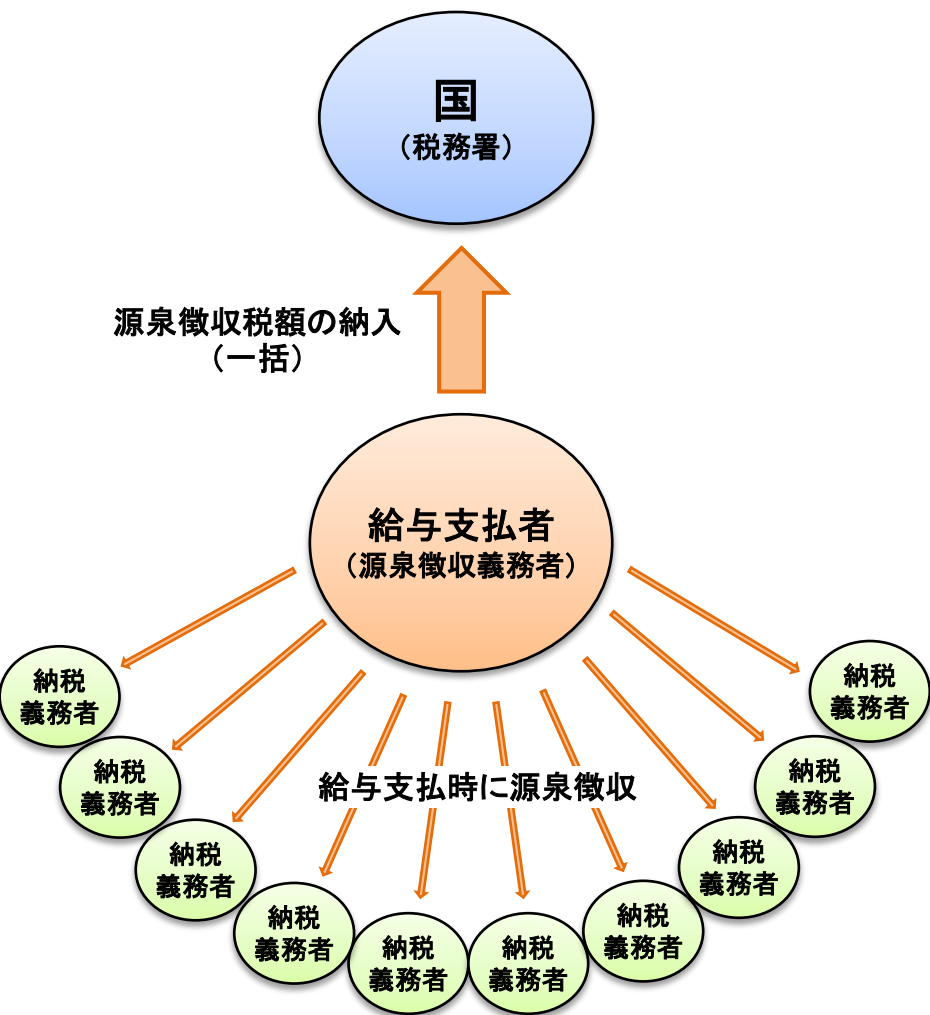 国
（税務署）
源泉徴収税額の納入
（一括）
給与支払者
（源泉徴収義務者）
納税
義務者
納税
義務者
納税
義務者
納税
義務者
納税
義務者
納税
義務者
納税
義務者
納税
義務者
納税
義務者
納税
義務者
給与支払時に源泉徴収